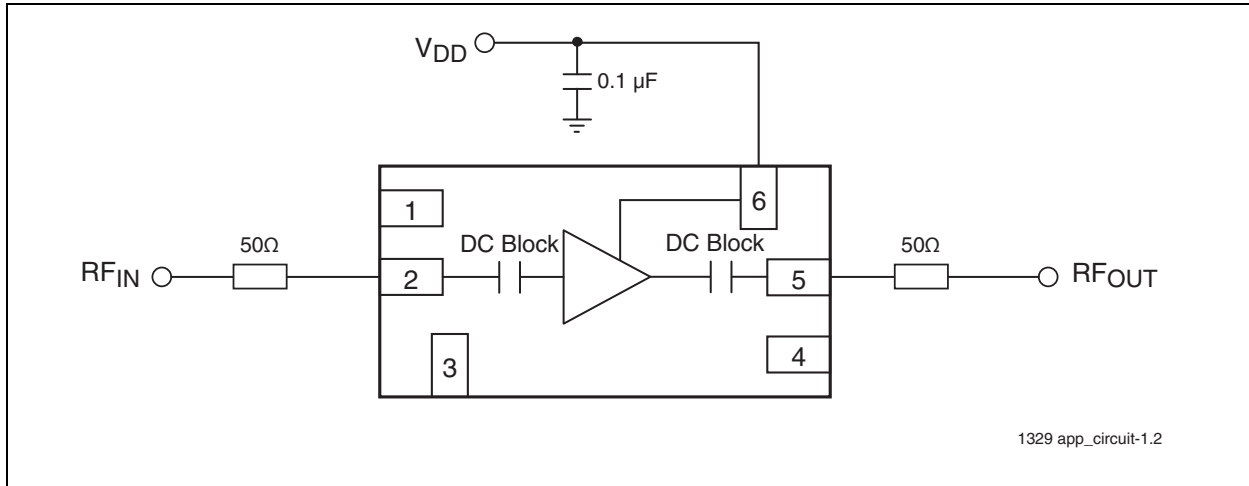 VDD
0.1 µF
1
6
DC Block
DC Block
50Ω
50Ω
RFIN
2
5
RFOUT
3
4
1329 app_circuit-1.2